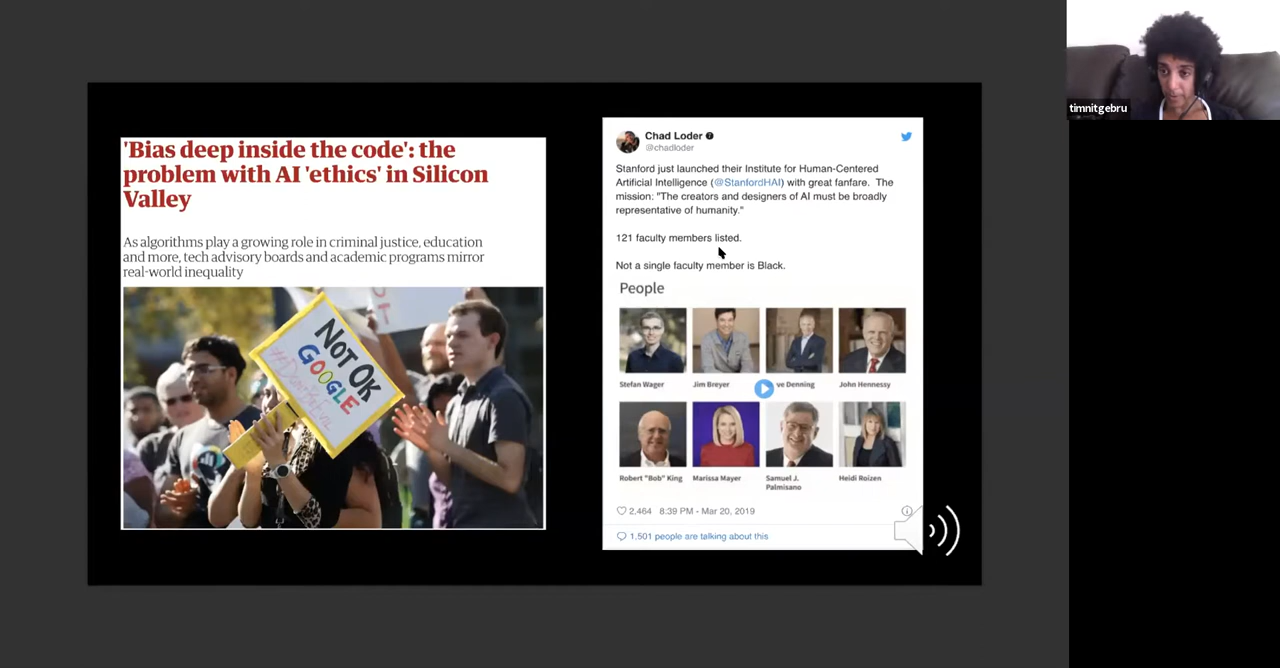 'Bias deep inside the code': the
problem with AI 'ethics' in Silicon
Valley
As algorithms play a growing role in criminal justice, education
and more, tech advisory boards and academic programs mirror
real-world inequality
NOT OK
GOOGLE
Chad Loder
@chadloder
Stanford just launched their Institute for Human-Centered
Artificial Intelligence (@StanfordHAI) with great fanfare. The
mission: "The creators and designers of AI must be broadly
representative of humanity."
121 faculty members listed.
Not a single faculty member is Black.
People
Stefan Wager
Jim Breyer
ve Denning
John Hennessy
Robert "Bob" King
Marissa Mayer
Samuel J.
Palmisano
Heidi Roizen
2,464 8:39 PM - Mar 20, 2019
1,501 people are talking about this
timnitgebru